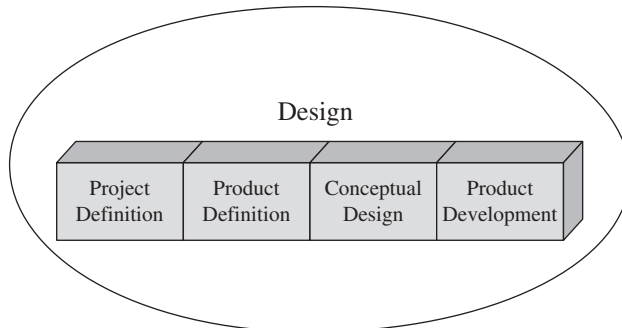 Design
Project
Definition
Product
Definition
Conceptual
Design
Product
Development